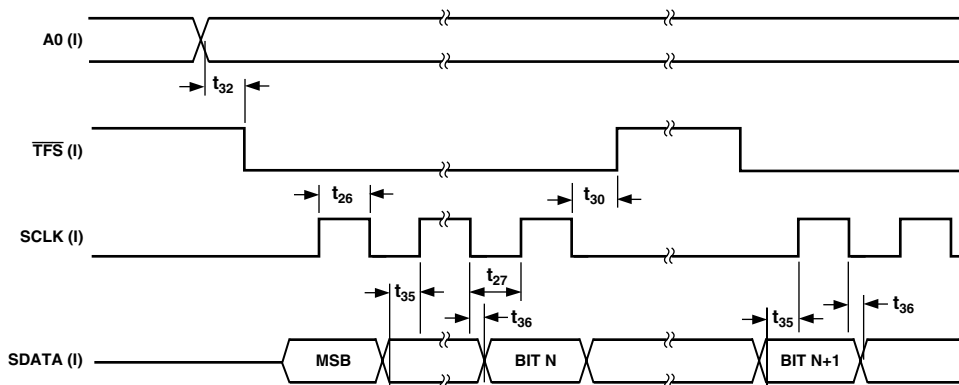 A0 (I)
t32
TFS (I)
t26
t30
SCLK (I)
t27
t35
t36
t35
t36
SDATA (I)
MSB
BIT N
BIT N+1